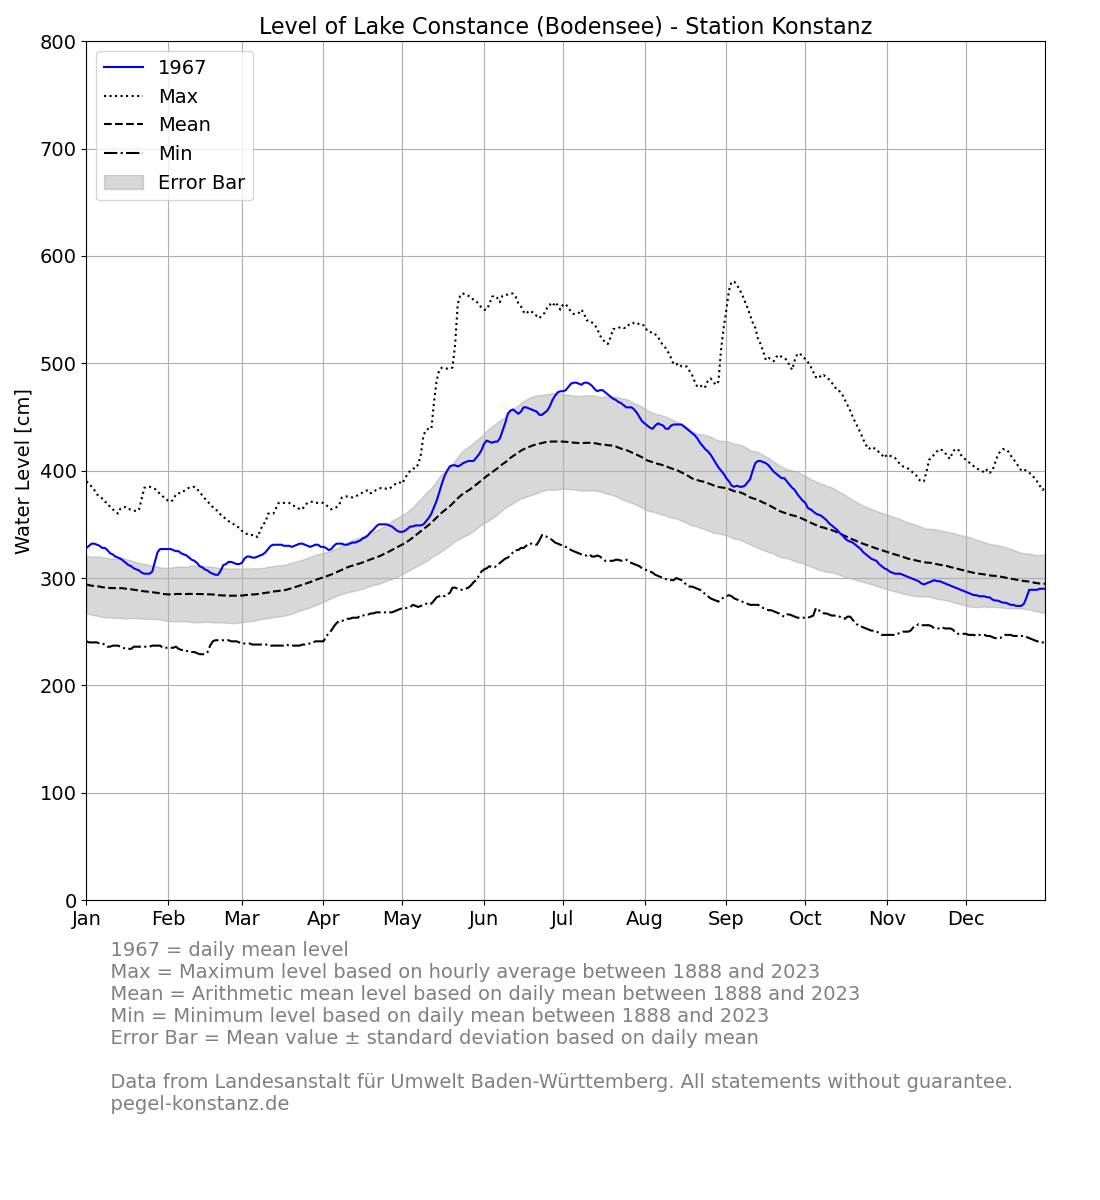 Level of Lake Constance (Bodensee) - Station Konstanz
800
700
600
500
400
300
200
100
0
Water Level [cm]
1967
Max
Mean
Min
Error Bar
Jan Feb Mar Apr May Jun Jul Aug Sep Oct Nov Dec
1967 = daily mean level
Max = Maximum level based on hourly average between 1888 and 2023
Mean = Arithmetic mean level based on daily mean between 1888 and 2023
Min = Minimum level based on daily mean between 1888 and 2023
Error Bar = Mean value ± standard deviation based on daily mean
Data from Landesanstalt für Umwelt Baden-Württemberg. All statements without guarantee.
pegel-konstanz.de